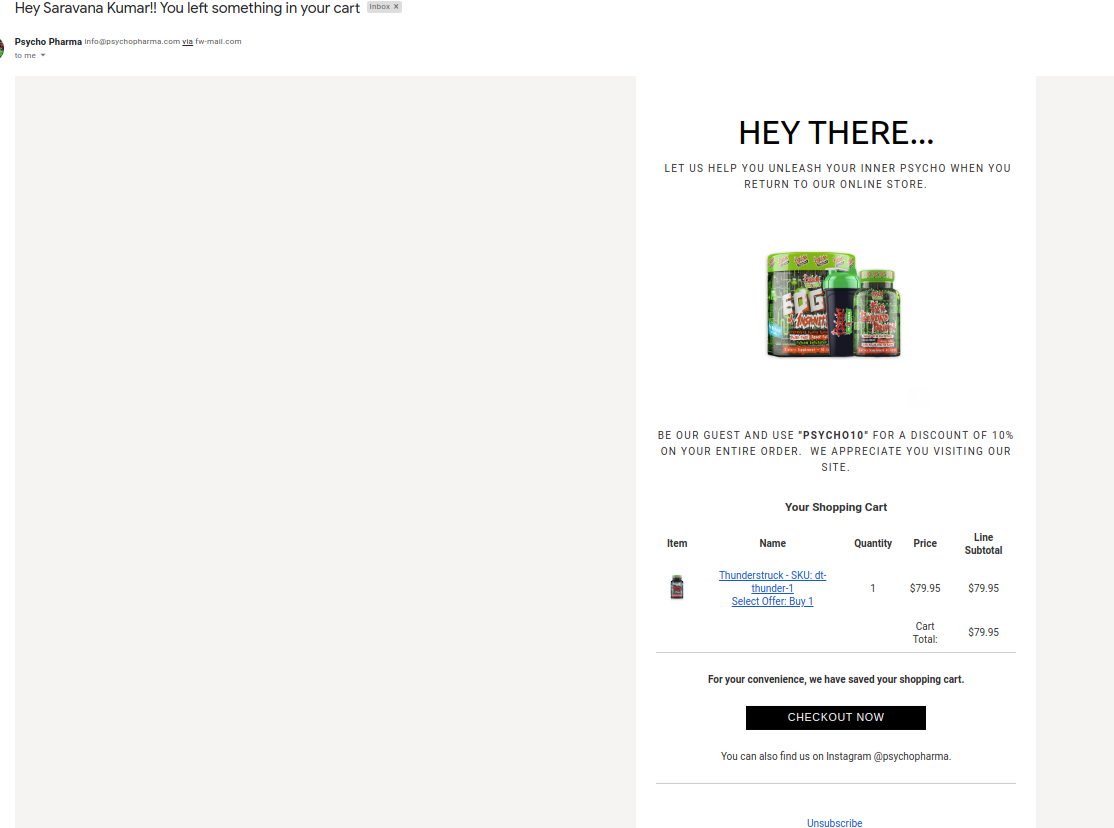 Hey Saravana Kumar!! You left something in your cart Inbox X
Psycho Pharma info@psychopharma.com via fw-mail.com
to me
HEY THERE...
LET US HELP YOU UNLEASH YOUR INNER PSYCHO WHEN YOU
RETURN TO OUR ONLINE STORE.
EDG
INSANITY
BE OUR GUEST AND USE "PSYCHO10" FOR A DISCOUNT OF 10%
ON YOUR ENTIRE ORDER. WE APPRECIATE YOU VISITING OUR
SITE.
Your Shopping Cart
Item Name Quantity Price Line
Subtotal
Thunderstruck - SKU: dt-
thunder-1
Select Offer: Buy 1
1 $79.95 $79.95
Cart
Total:
$79.95
For your convenience, we have saved your shopping cart.
CHECKOUT NOW
You can also find us on Instagram @psychopharma.
Unsubscribe